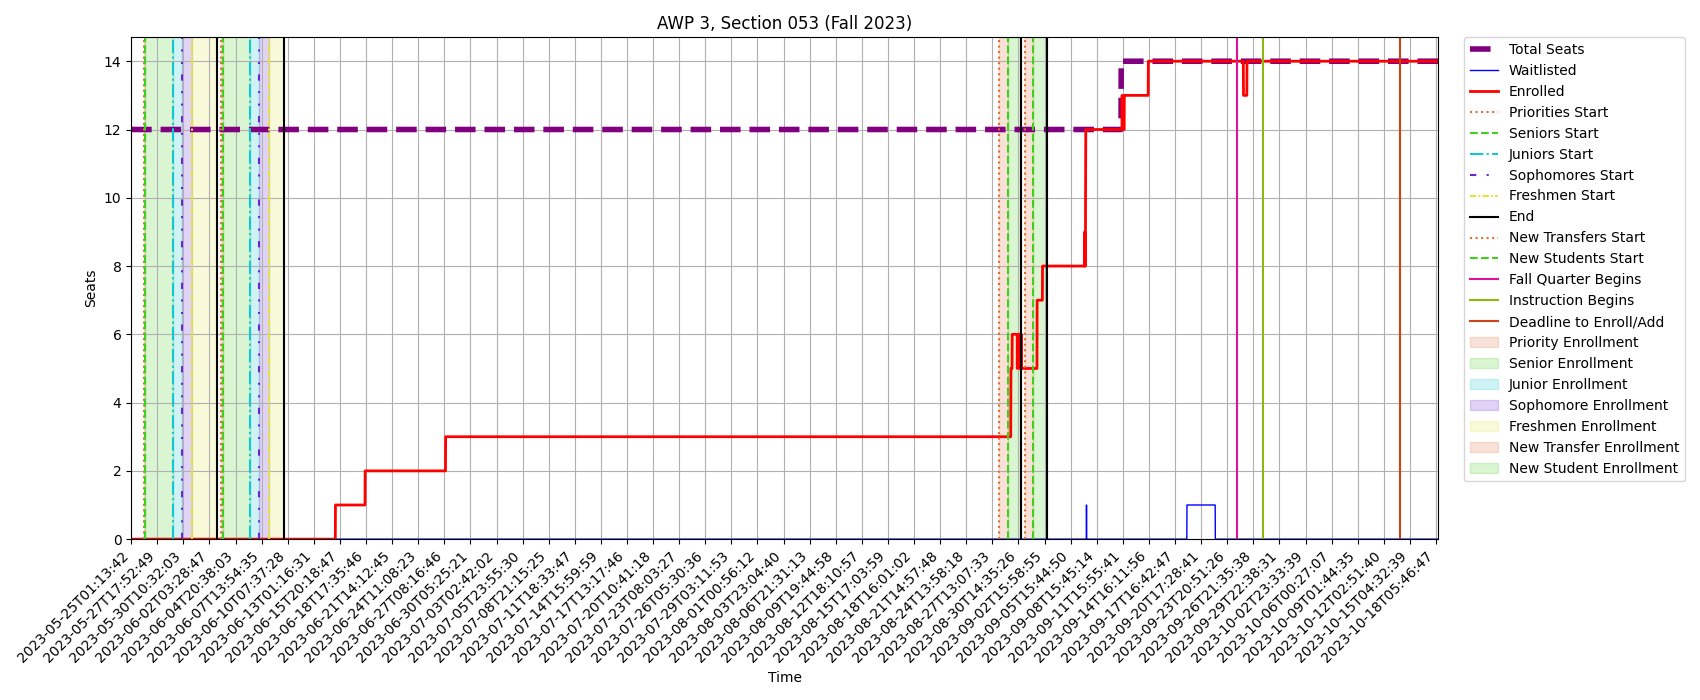 AWP 3, Section 053 (Fall 2023)
Seats
14
12
10
8
6
4
2
0
2023-05-25T01:13:42
2023-05-27T17:52:49
2023-05-30T10:32:03
2023-06-02T03:28:47
2023-06-04T20:38:03
2023-06-07T13:54:35
2023-06-10T07:37:28
2023-06-13T01:16:31
2023-06-15T20:18:47
2023-06-18T17:35:46
2023-06-21T14:12:45
2023-06-24T11:08:23
2023-06-27T08:16:46
2023-06-30T05:25:21
2023-07-03T02:42:02
2023-07-05T23:55:30
2023-07-08T21:15:25
2023-07-11T18:33:47
2023-07-14T15:59:59
2023-07-17T13:17:46
2023-07-20T10:41:18
2023-07-23T08:03:27
2023-07-26T05:30:36
2023-07-29T03:11:53
2023-08-01T00:56:12
2023-08-03T23:04:40
2023-08-06T21:31:13
2023-08-09T19:44:58
2023-08-12T18:10:57
2023-08-15T17:03:59
2023-08-18T16:01:02
2023-08-21T14:57:48
2023-08-24T13:58:18
2023-08-27T13:07:33
2023-08-30T14:35:26
2023-09-02T15:58:55
2023-09-05T15:44:50
2023-09-08T15:45:14
2023-09-11T15:55:41
2023-09-14T16:11:56
2023-09-17T16:42:47
2023-09-20T17:28:41
2023-09-23T20:51:26
2023-09-26T21:35:38
2023-09-29T22:38:31
2023-10-02T23:33:39
2023-10-06T00:27:07
2023-10-09T01:44:35
2023-10-12T02:51:40
2023-10-15T04:32:39
2023-10-18T05:46:47
Time
Total Seats
Waitlisted
Enrolled
Priorities Start
Seniors Start
Juniors Start
Sophomores Start
Freshmen Start
End
New Transfers Start
New Students Start
Fall Quarter Begins
Instruction Begins
Deadline to Enroll/Add
Priority Enrollment
Senior Enrollment
Junior Enrollment
Sophomore Enrollment
Freshmen Enrollment
New Transfer Enrollment
New Student Enrollment